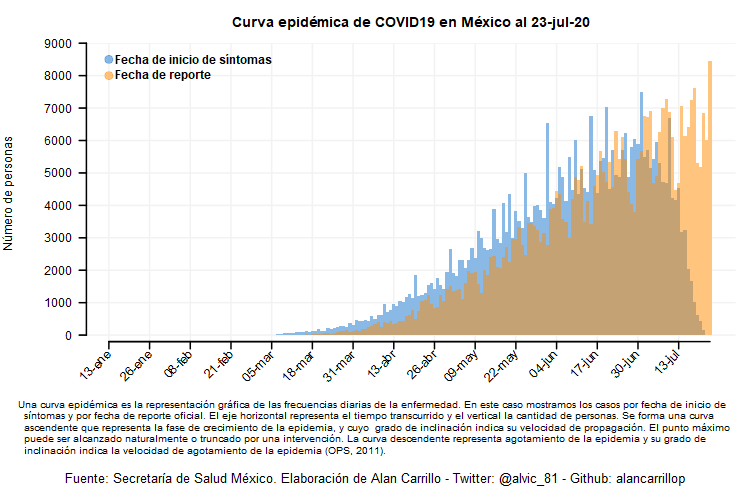 Curva epidémica de COVID19 en México al 23-jul-20
Fecha de inicio de síntomas
Fecha de reporte
Número de personas
9000
8000
7000
6000
5000
4000
3000
2000
1000
0
13-ene
26-ene
08-feb
21-feb
05-mar
18-mar
31-mar
13-abr
26-abr
09-may
22-may
04-jun
17-jun
30-jun
13-jul
Una curva epidémica es la representación gráfica de las frecuencias diarias de la enfermedad. En este caso mostramos los casos por fecha de inicio de
síntomas y por fecha de reporte oficial. El eje horizontal representa el tiempo transcurrido y el vertical la cantidad de personas. Se forma una curva
ascendente que representa la fase de crecimiento de la epidemia, y cuyo grado de inclinación indica su velocidad de propagación. El punto máximo
puede ser alcanzado naturalmente o truncado por una intervención. La curva descendente representa agotamiento de la epidemia y su grado de
inclinación indica la velocidad de agotamiento de la epidemia (OPS, 2011).
Fuente: Secretaría de Salud México. Elaboración de Alan Carrillo - Twitter: @alvic_81 - Github: alancarrillop